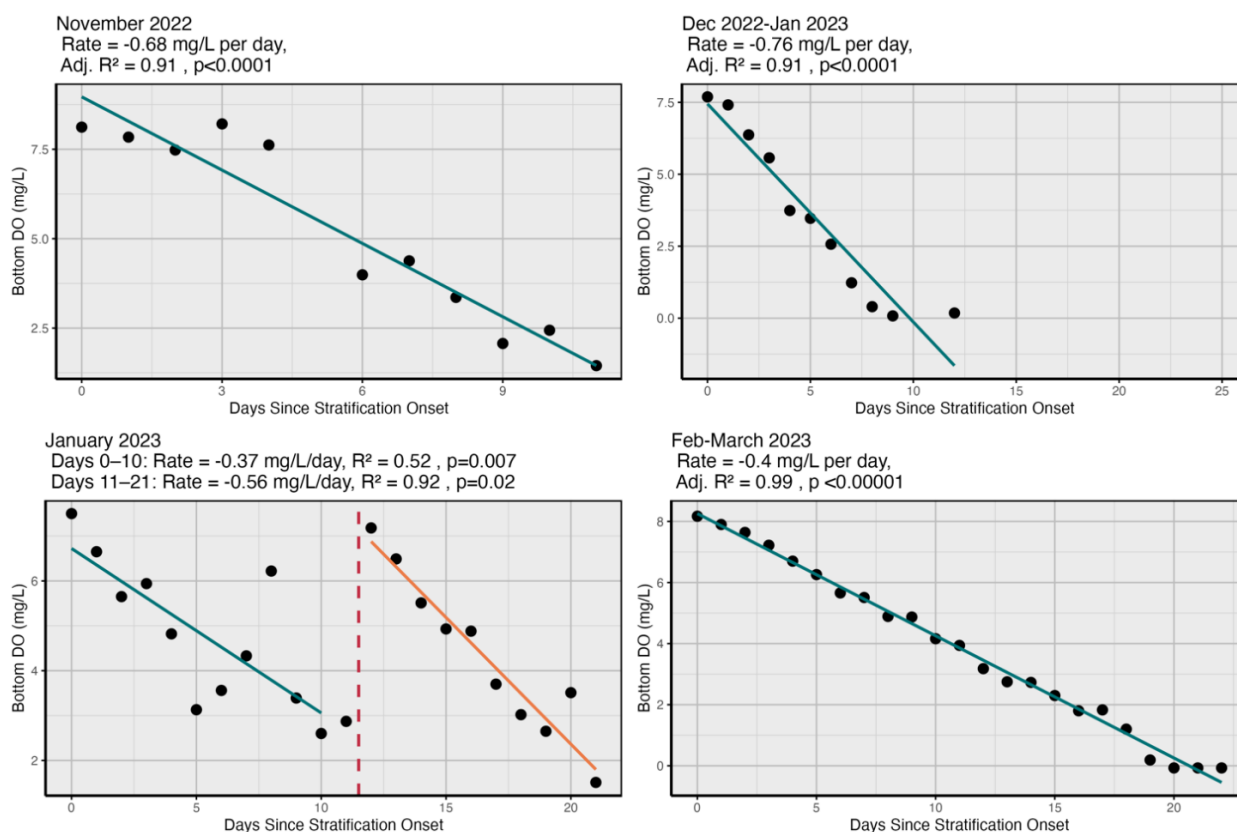 November 2022
Rate = -0.68 mg/L per day,
Adj. R² = 0.91 , p<0.0001
7.5
5.0
2.5
Bottom DO (mg/L)
0
3
6
9
Days Since Stratification Onset
Dec 2022-Jan 2023
Rate = -0.76 mg/L per day,
Adj. R² = 0.91 , p<0.0001
7.5
5.0
2.5
0.0
Bottom DO (mg/L)
0
5
10
15
20
25
Days Since Stratification Onset
January 2023
Days 0–10: Rate = -0.37 mg/L/day, R² = 0.52 , p=0.007
Days 11–21: Rate = -0.56 mg/L/day, R² = 0.92 , p=0.02
6
4
2
Bottom DO (mg/L)
0
5
10
15
20
Days Since Stratification Onset
Feb-March 2023
Rate = -0.4 mg/L per day,
Adj. R² = 0.99 , p <0.00001
8
6
4
2
0
Bottom DO (mg/L)
0
5
10
15
20
Days Since Stratification Onset